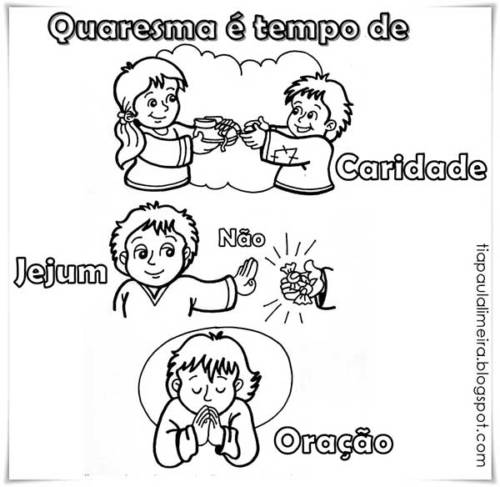 Quaresma é tempo de
Caridade
Não
Jejum
Oração
tiapaulalimeira.blogspot.com